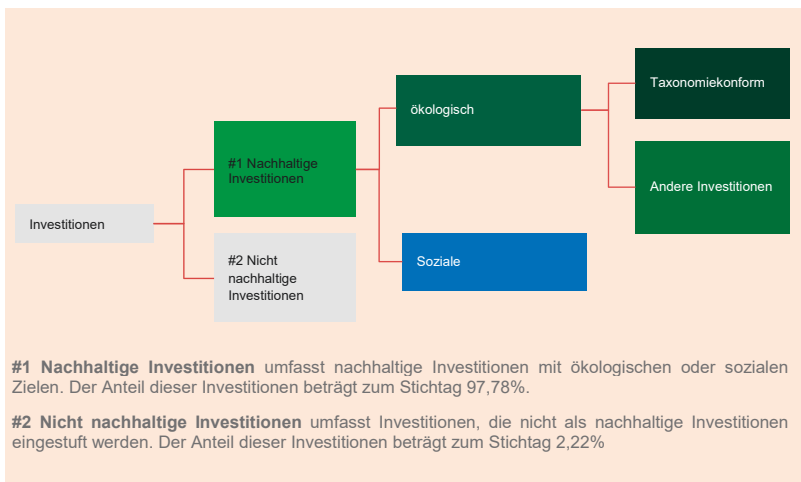 Taxonomiekonform
ökologisch
#1 Nachhaltige
Investitionen
Andere Investitionen
Investitionen
#2 Nicht
nachhaltige
Investitionen
Soziale
#1 Nachhaltige Investitionen umfasst nachhaltige Investitionen mit ökologischen oder sozialen
Zielen. Der Anteil dieser Investitionen beträgt zum Stichtag 97,78%.
#2 Nicht nachhaltige Investitionen umfasst Investitionen, die nicht als nachhaltige Investitionen
eingestuft werden. Der Anteil dieser Investitionen beträgt zum Stichtag 2,22%